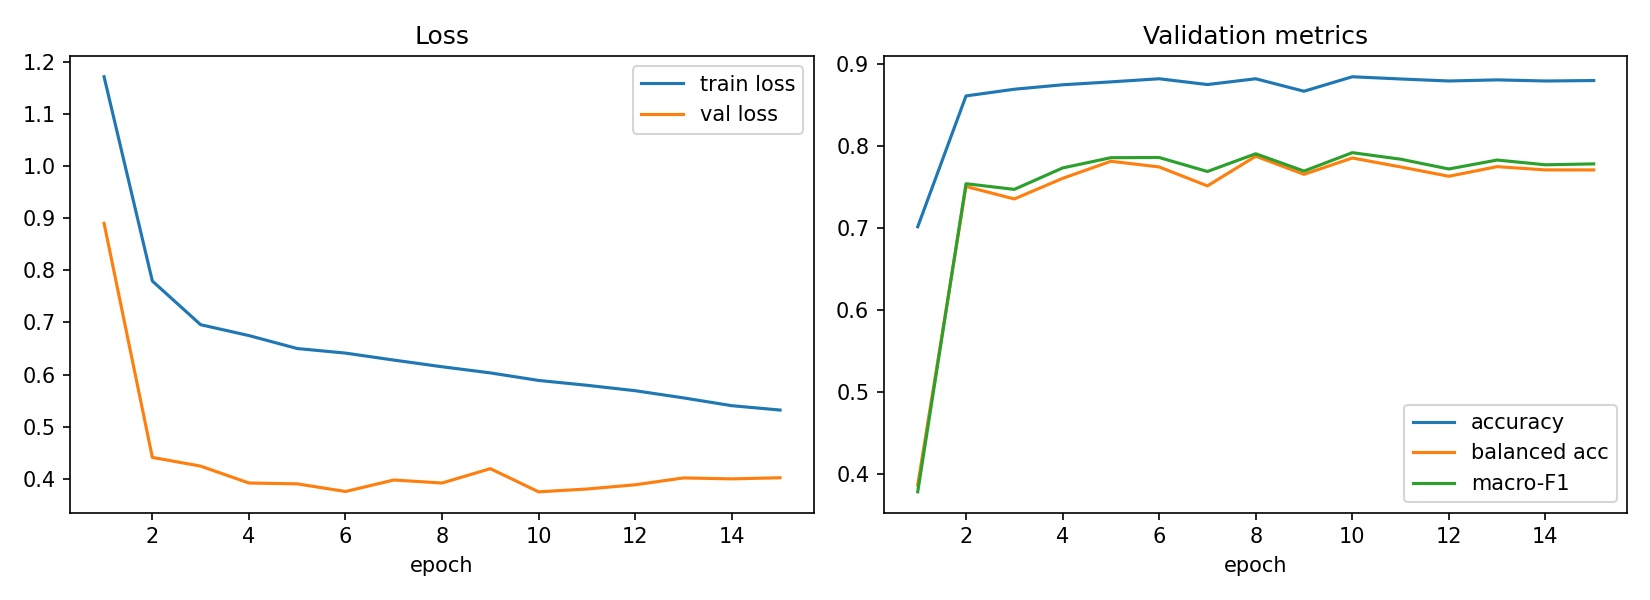 Loss
1.2
1.1
1.0
0.9
0.8
0.7
0.6
0.5
0.4
train loss
val loss
2 4 6 8 10 12 14
epoch
Validation metrics
0.9
0.8
0.7
0.6
0.5
0.4
accuracy
balanced acc
macro-F1
2 4 6 8 10 12 14
epoch